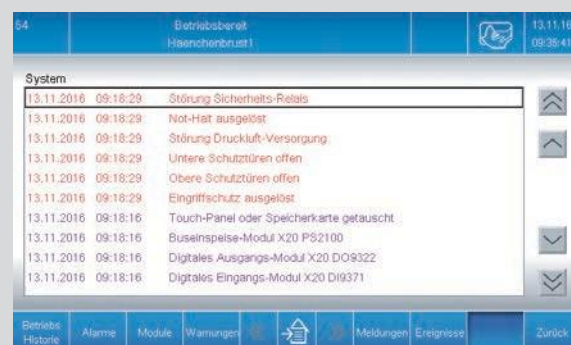 54 Betriebsbereit 13.11.16
Haenchenbrust1 09:35:41
System
13.11.2016 09:18:29 Störung Sicherheits-Relais
13.11.2016 09:18:29 Not-Halt ausgelöst
13.11.2016 09:18:29 Störung Druckluft-Versorgung
13.11.2016 09:18:29 Untere Schutztüren offen
13.11.2016 09:18:29 Obere Schutztüren offen
13.11.2016 09:18:29 Eingriffschutz ausgelöst
13.11.2016 09:18:16 Touch-Panel oder Speicherkarte getauscht
13.11.2016 09:18:16 Buseinspeise-Modul X20 PS2100
13.11.2016 09:18:16 Digitales Ausgangs-Modul X20 DO9322
13.11.2016 09:18:16 Digitales Eingangs-Modul X20 DI9371
Betriebs Historie Alarme Module Warnungen Meldungen Ereignisse Zurück